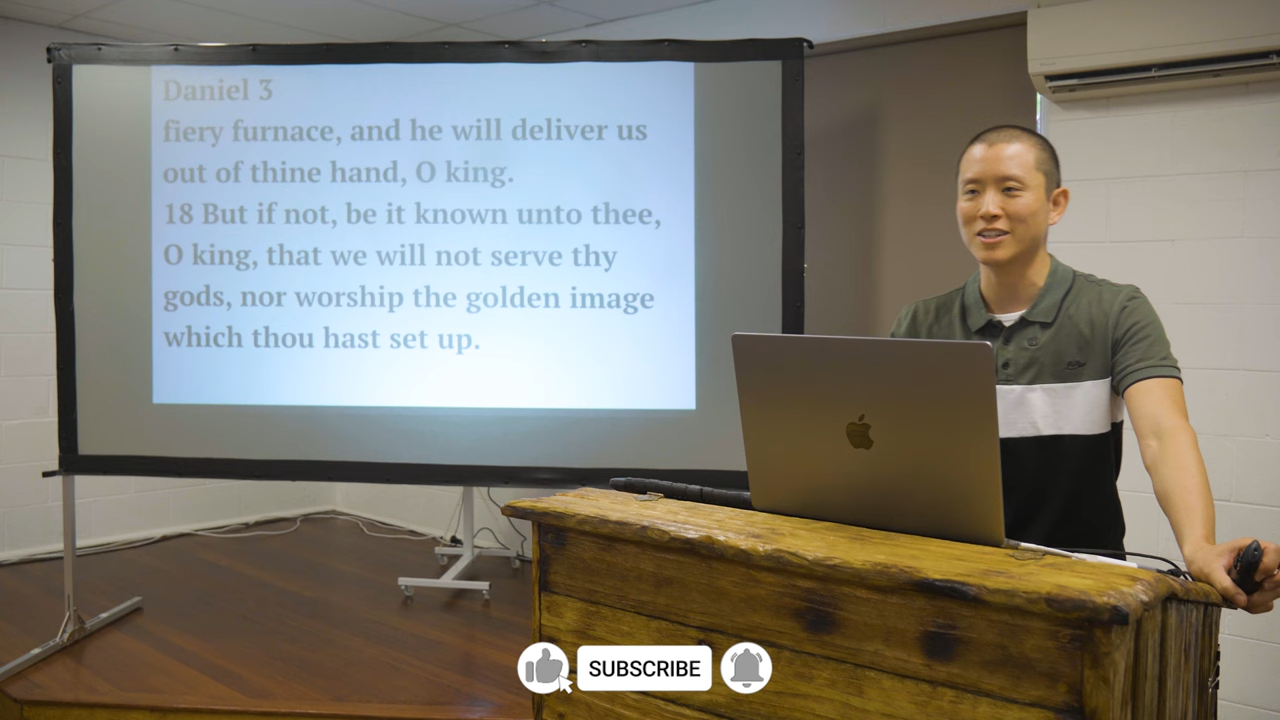 Daniel 3
fiery furnace, and he will deliver us
out of thine hand, O king.
18 But if not, be it known unto thee,
O king, that we will not serve thy
gods, nor worship the golden image
which thou hast set up.
SUBSCRIBE